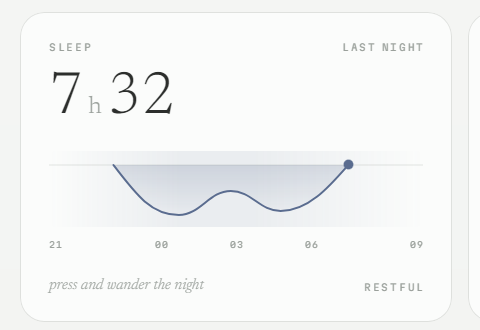 SLEEP
LAST NIGHT
7 h 32
21 00 03 06 09
press and wander the night
RESTFUL